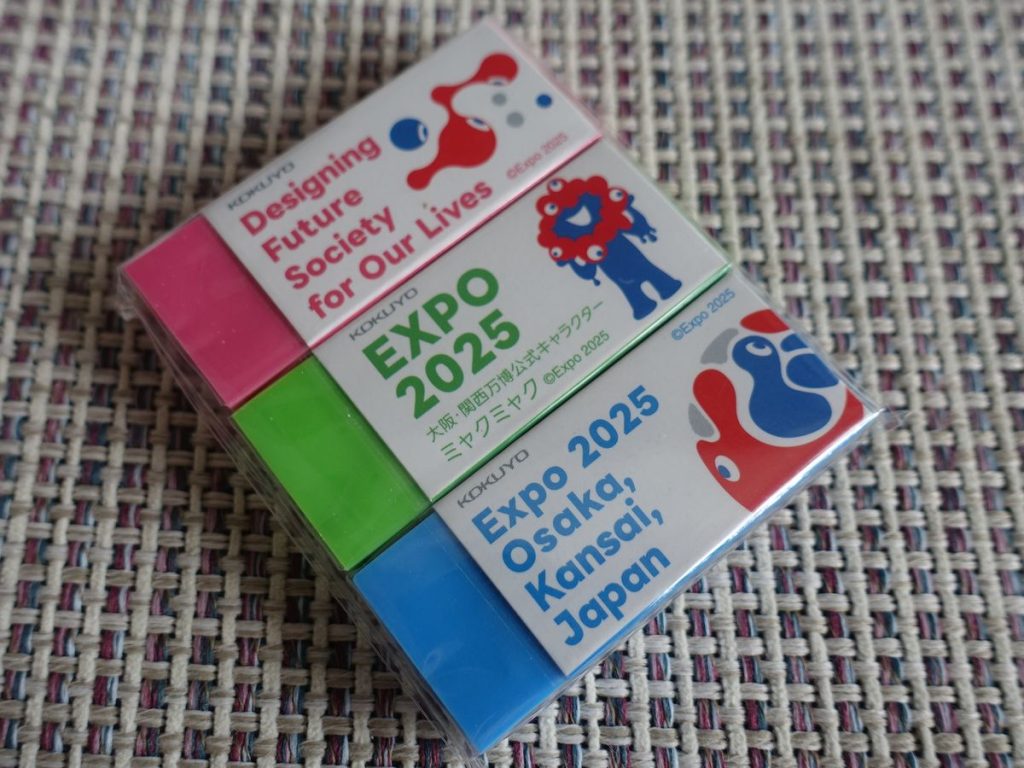 KOKUYO
Designing
Future
Society
for Our Lives
©Expo 2025
KOKUYO
EXPO
2025
大阪・関西万博公式キャラクター
ミャクミャク ©Expo 2025
KOKUYO
Expo 2025
Osaka,
Kansai,
Japan
©Expo 2025